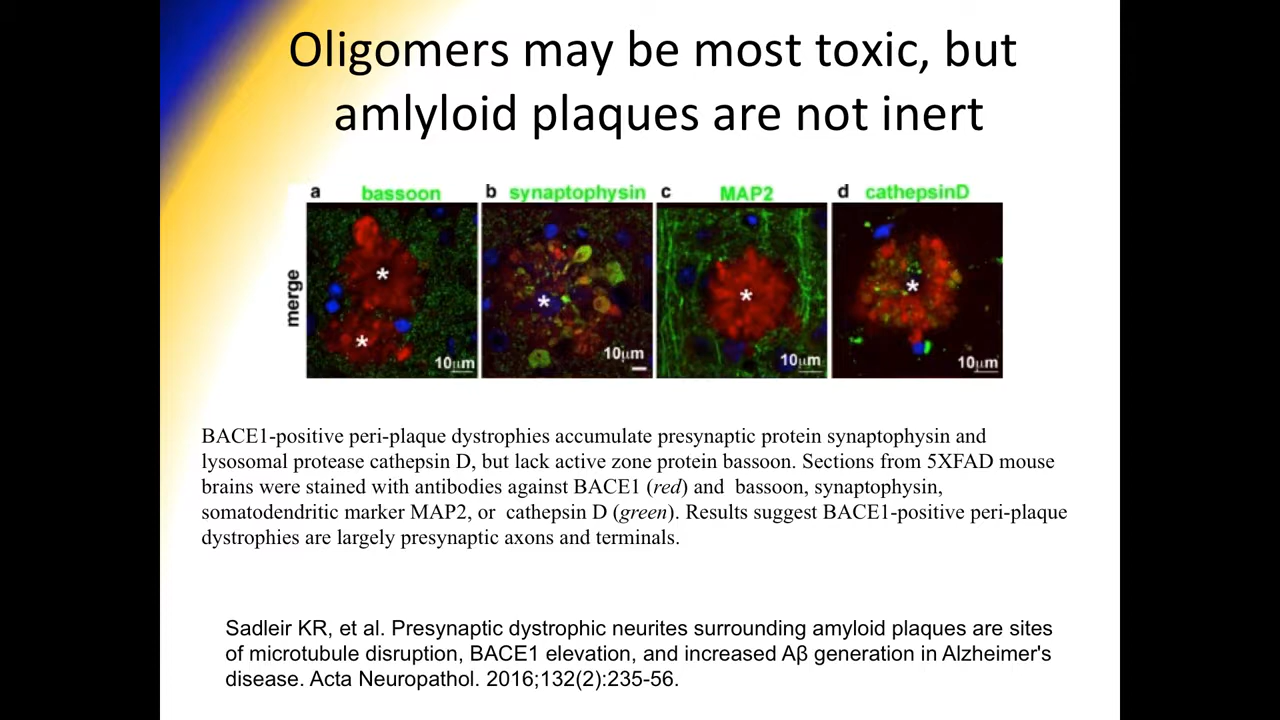 Oligomers may be most toxic, but
amlyloid plaques are not inert
a bassoon b synaptophysin c MAP2 d cathepsinD
merge
* * * * *
10µm 10µm 10µm 10µm
BACE1-positive peri-plaque dystrophies accumulate presynaptic protein synaptophysin and
lysosomal protease cathepsin D, but lack active zone protein bassoon. Sections from 5XFAD mouse
brains were stained with antibodies against BACE1 (red) and bassoon, synaptophysin,
somatodendritic marker MAP2, or cathepsin D (green). Results suggest BACE1-positive peri-plaque
dystrophies are largely presynaptic axons and terminals.
Sadleir KR, et al. Presynaptic dystrophic neurites surrounding amyloid plaques are sites
of microtubule disruption, BACE1 elevation, and increased Aβ generation in Alzheimer's
disease. Acta Neuropathol. 2016;132(2):235-56.